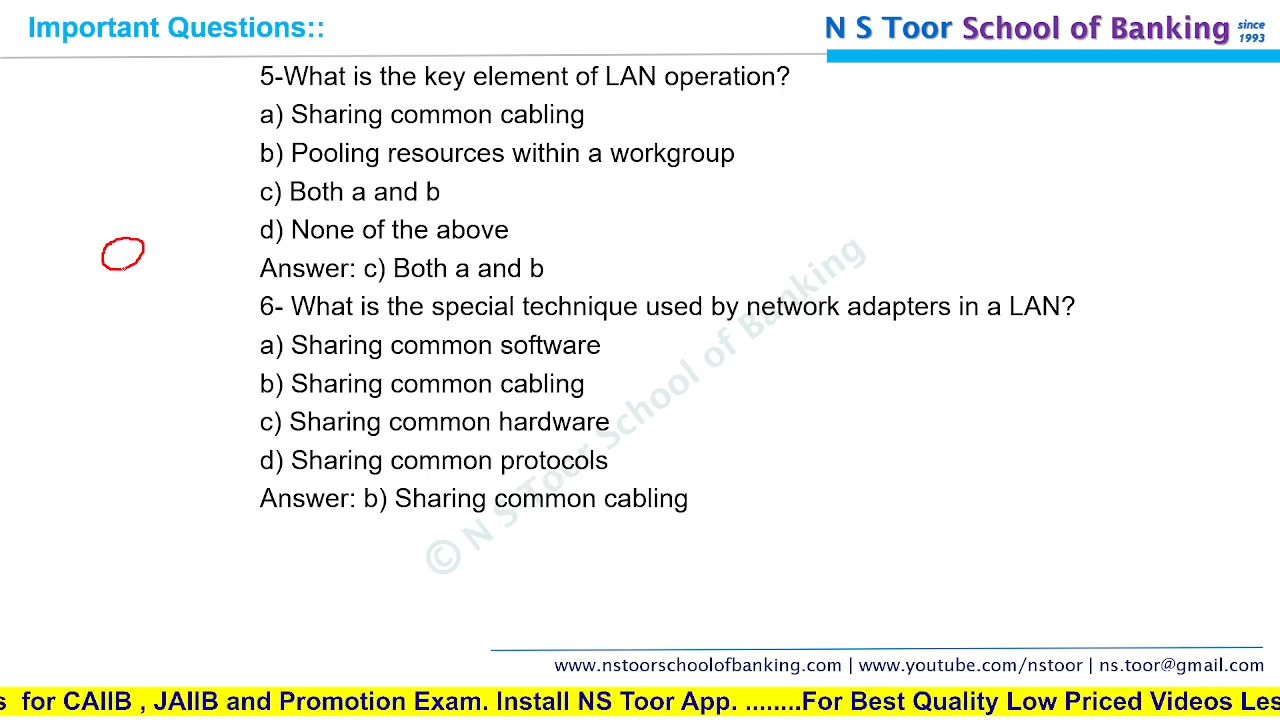 Important Questions::
N S Toor School of Banking since 1993
5-What is the key element of LAN operation?
a) Sharing common cabling
b) Pooling resources within a workgroup
c) Both a and b
d) None of the above
Answer: c) Both a and b
6- What is the special technique used by network adapters in a LAN?
a) Sharing common software
b) Sharing common cabling
c) Sharing common hardware
d) Sharing common protocols
Answer: b) Sharing common cabling
© N S Toor School of Banking
www.nstoorschoolofbanking.com | www.youtube.com/nstoor | ns.toor@gmail.com
s for CAIIB , JAIIB and Promotion Exam. Install NS Toor App. ........For Best Quality Low Priced Videos Les